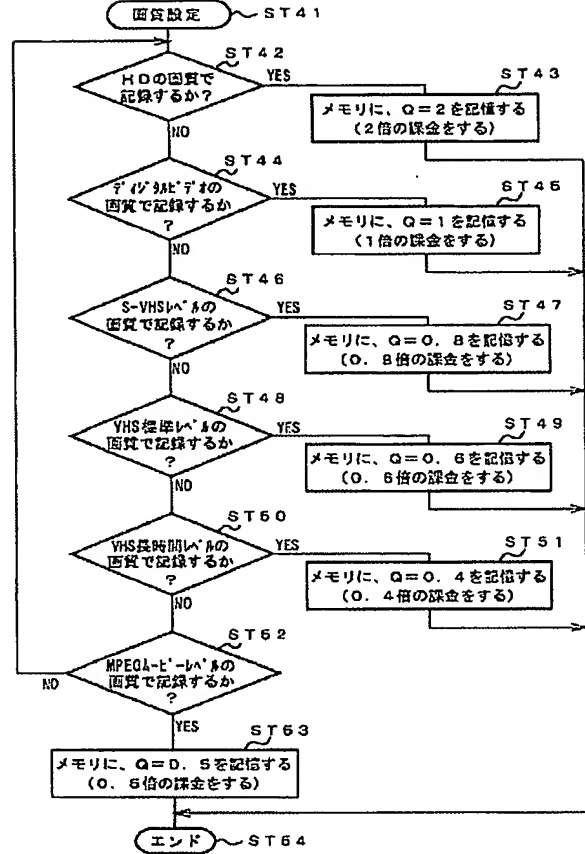 画質設定
ST41
ST42
HDの画質で
記録するか?
YES
NO
ST43
メモリに、Q=2を記憶する
(2倍の課金をする)
ST44
ディジタルビデオの
画質で記録するか
?
YES
NO
ST45
メモリに、Q=1を記憶する
(1倍の課金をする)
ST46
S-VHSレベルの
画質で記録するか
?
YES
NO
ST47
メモリに、Q=0.8を記憶する
(0.8倍の課金をする)
ST48
VHS標準レベルの
画質で記録するか
?
YES
NO
ST49
メモリに、Q=0.6を記憶する
(0.6倍の課金をする)
ST50
VHS長時間レベルの
画質で記録するか
?
YES
NO
ST51
メモリに、Q=0.4を記憶する
(0.4倍の課金をする)
ST52
MPEGムービーレベルの
画質で記録するか
?
NO
YES
ST53
メモリに、Q=0.5を記憶する
(0.5倍の課金をする)
エンド
ST54